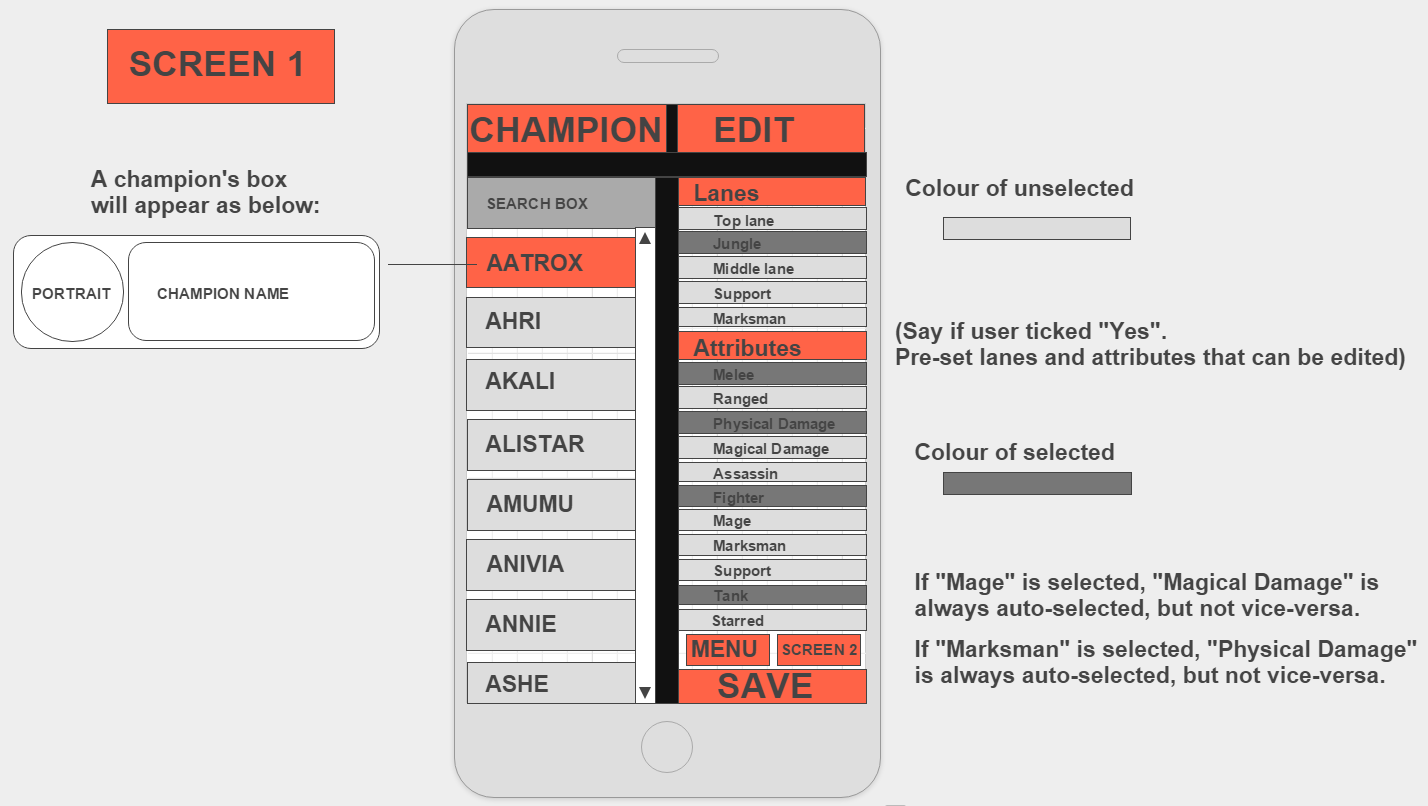 SCREEN 1
A champion's box
will appear as below:
PORTRAIT
CHAMPION NAME
CHAMPION
EDIT
SEARCH BOX
AATROX
AHRI
AKALI
ALISTAR
AMUMU
ANIVIA
ANNIE
ASHE
Lanes
Top lane
Jungle
Middle lane
Support
Marksman
Attributes
Melee
Ranged
Physical Damage
Magical Damage
Assassin
Fighter
Mage
Marksman
Support
Tank
Starred
MENU
SCREEN 2
SAVE
Colour of unselected
(Say if user ticked "Yes".
Pre-set lanes and attributes that can be edited)
Colour of selected
If "Mage" is selected, "Magical Damage" is
always auto-selected, but not vice-versa.
If "Marksman" is selected, "Physical Damage"
is always auto-selected, but not vice-versa.